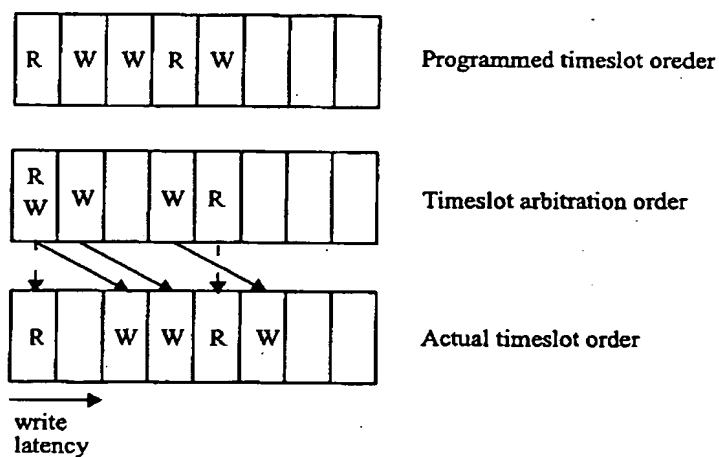 R W W R W Programmed timeslot oreder
R W W W R Timeslot arbitration order
R W W R W Actual timeslot order
write
latency